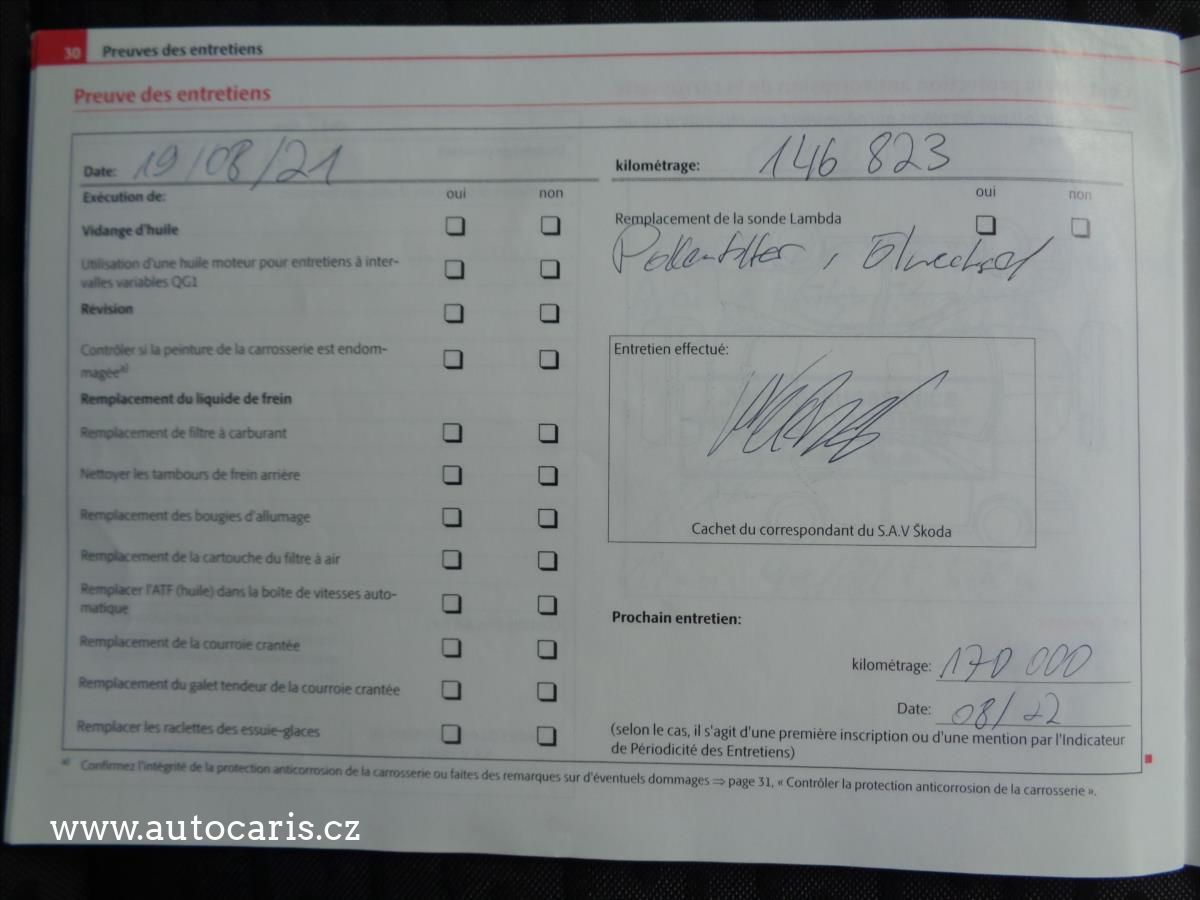 30 Preuves des entretiens
Preuve des entretiens
Date: 19/08/21
Exécution de: oui non
Vidange d'huile
Utilisation d'une huile moteur pour entretiens à inter-
valles variables QG1
Révision
Contrôler si la peinture de la carrosserie est endom-
magée a)
Remplacement du liquide de frein
Remplacement de filtre à carburant
Nettoyer les tambours de frein arrière
Remplacement des bougies d'allumage
Remplacement de la cartouche du filtre à air
Remplacer l'ATF (huile) dans la boîte de vitesses auto-
matique
Remplacement de la courroie crantée
Remplacement du galet tendeur de la courroie crantée
Remplacer les raclettes des essuie-glaces
kilométrage: 146 823
oui non
Remplacement de la sonde Lambda
Pollenfilter, Ölwechsel
Entretien effectué:
Cachet du correspondant du S.A.V Škoda
Prochain entretien:
kilométrage: 170 000
Date: 08/22
(selon le cas, il s'agit d'une première inscription ou d'une mention par l'Indicateur
de Périodicité des Entretiens)
a) Confirmez l'intégrité de la protection anticorrosion de la carrosserie ou faites des remarques sur d'éventuels dommages ⇒ page 31, « Contrôler la protection anticorrosion de la carrosserie ».
www.autocaris.cz